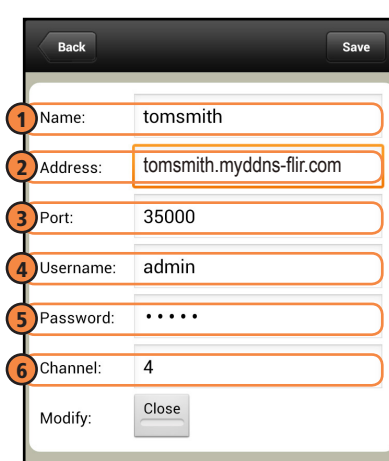 Back Save
1 Name: tomsmith
2 Address: tomsmith.myddns-flir.com
3 Port: 35000
4 Username: admin
5 Password: •••••
6 Channel: 4
Modify: Close